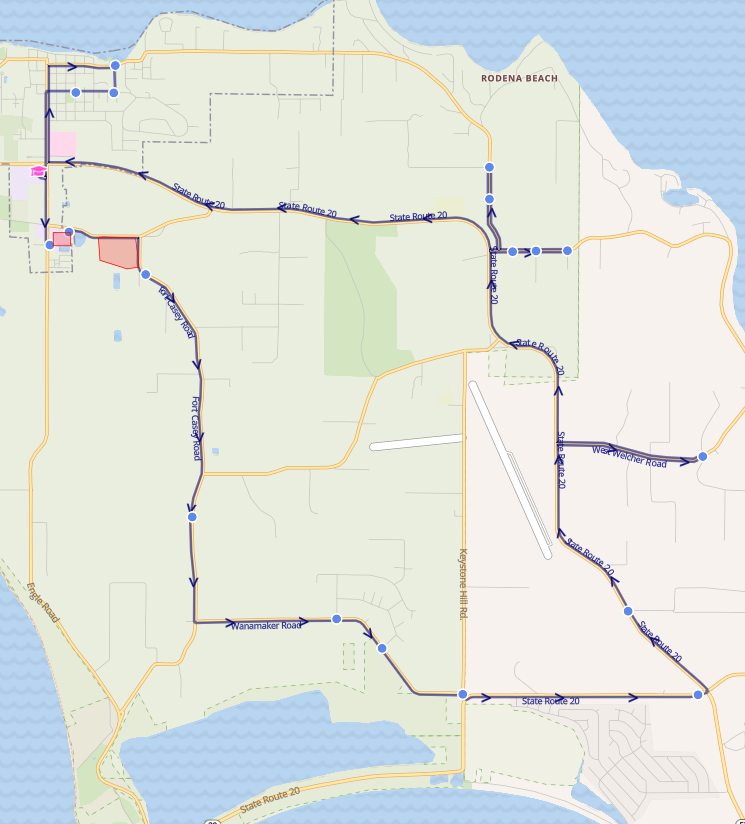 RODENA BEACH
State Route 20
State Route 20
State Route 20
State Route 20
Fort Casey Road
State Route 20
Fort Casey Road
State Route 20
West Welcher Road
State Route 20
Keystone Hill Rd.
Engle Road
Wanamaker Road
State Route 20
State Route 20
State Route 20
20